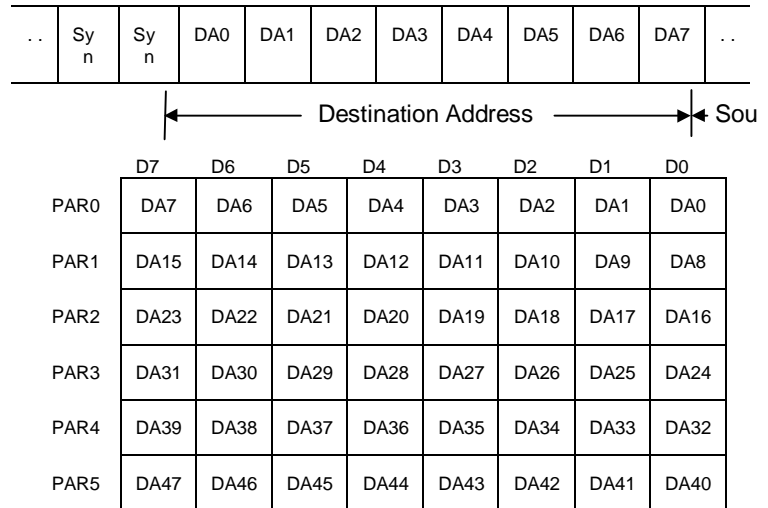 . . Sy Sy DA0 DA1 DA2 DA3 DA4 DA5 DA6 DA7 . .
n n
Destination Address Sou
D7 D6 D5 D4 D3 D2 D1 D0
PAR0 DA7 DA6 DA5 DA4 DA3 DA2 DA1 DA0
PAR1 DA15 DA14 DA13 DA12 DA11 DA10 DA9 DA8
PAR2 DA23 DA22 DA21 DA20 DA19 DA18 DA17 DA16
PAR3 DA31 DA30 DA29 DA28 DA27 DA26 DA25 DA24
PAR4 DA39 DA38 DA37 DA36 DA35 DA34 DA33 DA32
PAR5 DA47 DA46 DA45 DA44 DA43 DA42 DA41 DA40